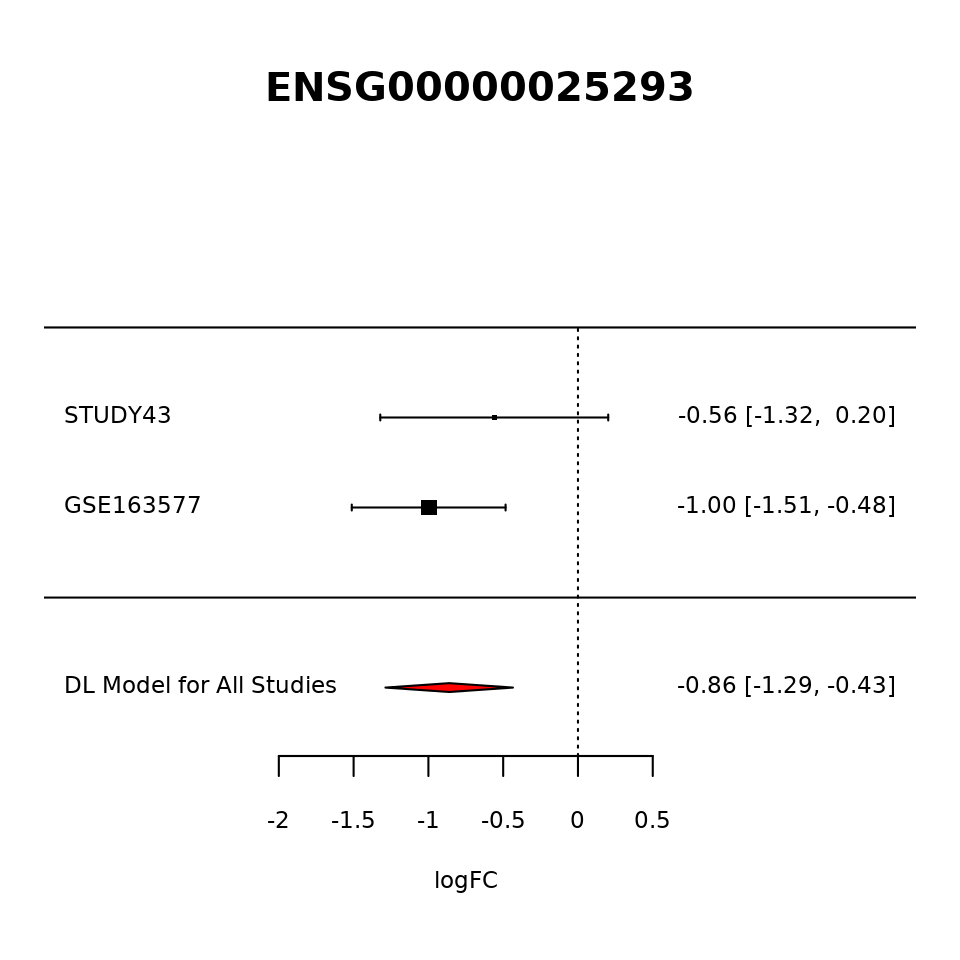 ENSG00000025293
STUDY43 -0.56 [-1.32,  0.20]
GSE163577 -1.00 [-1.51, -0.48]
DL Model for All Studies -0.86 [-1.29, -0.43]
-2 -1.5 -1 -0.5 0 0.5
logFC